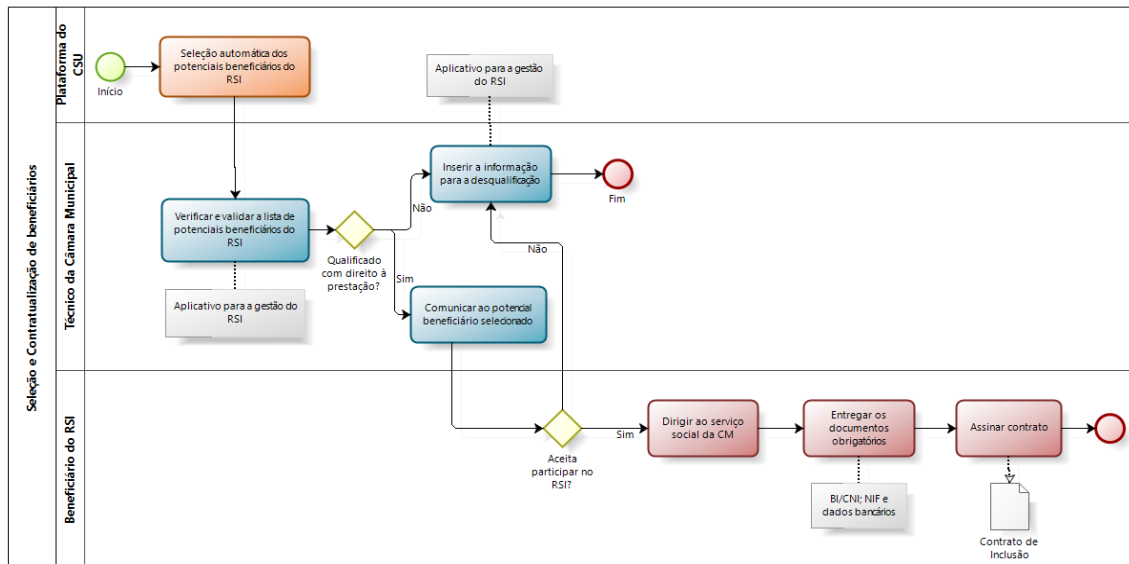 Seleção e Contratualização de beneficiários
Plataforma do
CSU
Início
Seleção automática dos
potenciais beneficiários do
RSI
Aplicativo para a gestão
do RSI
Técnico da Câmara Municipal
Verificar e validar a lista de
potenciais beneficiários do
RSI
Aplicativo para a gestão do
RSI
Qualificado
com direito à
prestação?
Não
Sim
Inserir a informação
para a desqualificação
Fim
Não
Comunicar ao potencial
beneficiário selecionado
Beneficiário do RSI
Aceita
participar no
RSI?
Sim
Dirigir ao serviço
social da CM
Entregar os
documentos
obrigatórios
BI/CNI; NIF e
dados bancários
Assinar contrato
Contrato de
Inclusão